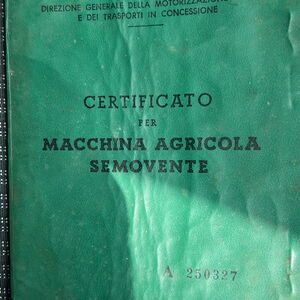 DIREZIONE GENERALE DELLA MOTORIZZAZIONE
E DEI TRASPORTI IN CONCESSIONE
CERTIFICATO
PER
MACCHINA AGRICOLA
SEMOVENTE
A 250327